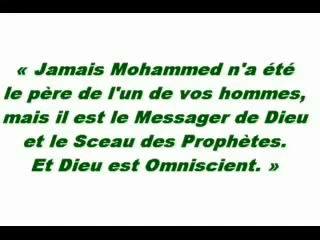 « Jamais Mohammed n'a été
le père de l'un de vos hommes,
mais il est le Messager de Dieu
et le Sceau des Prophètes.
Et Dieu est Omniscient. »